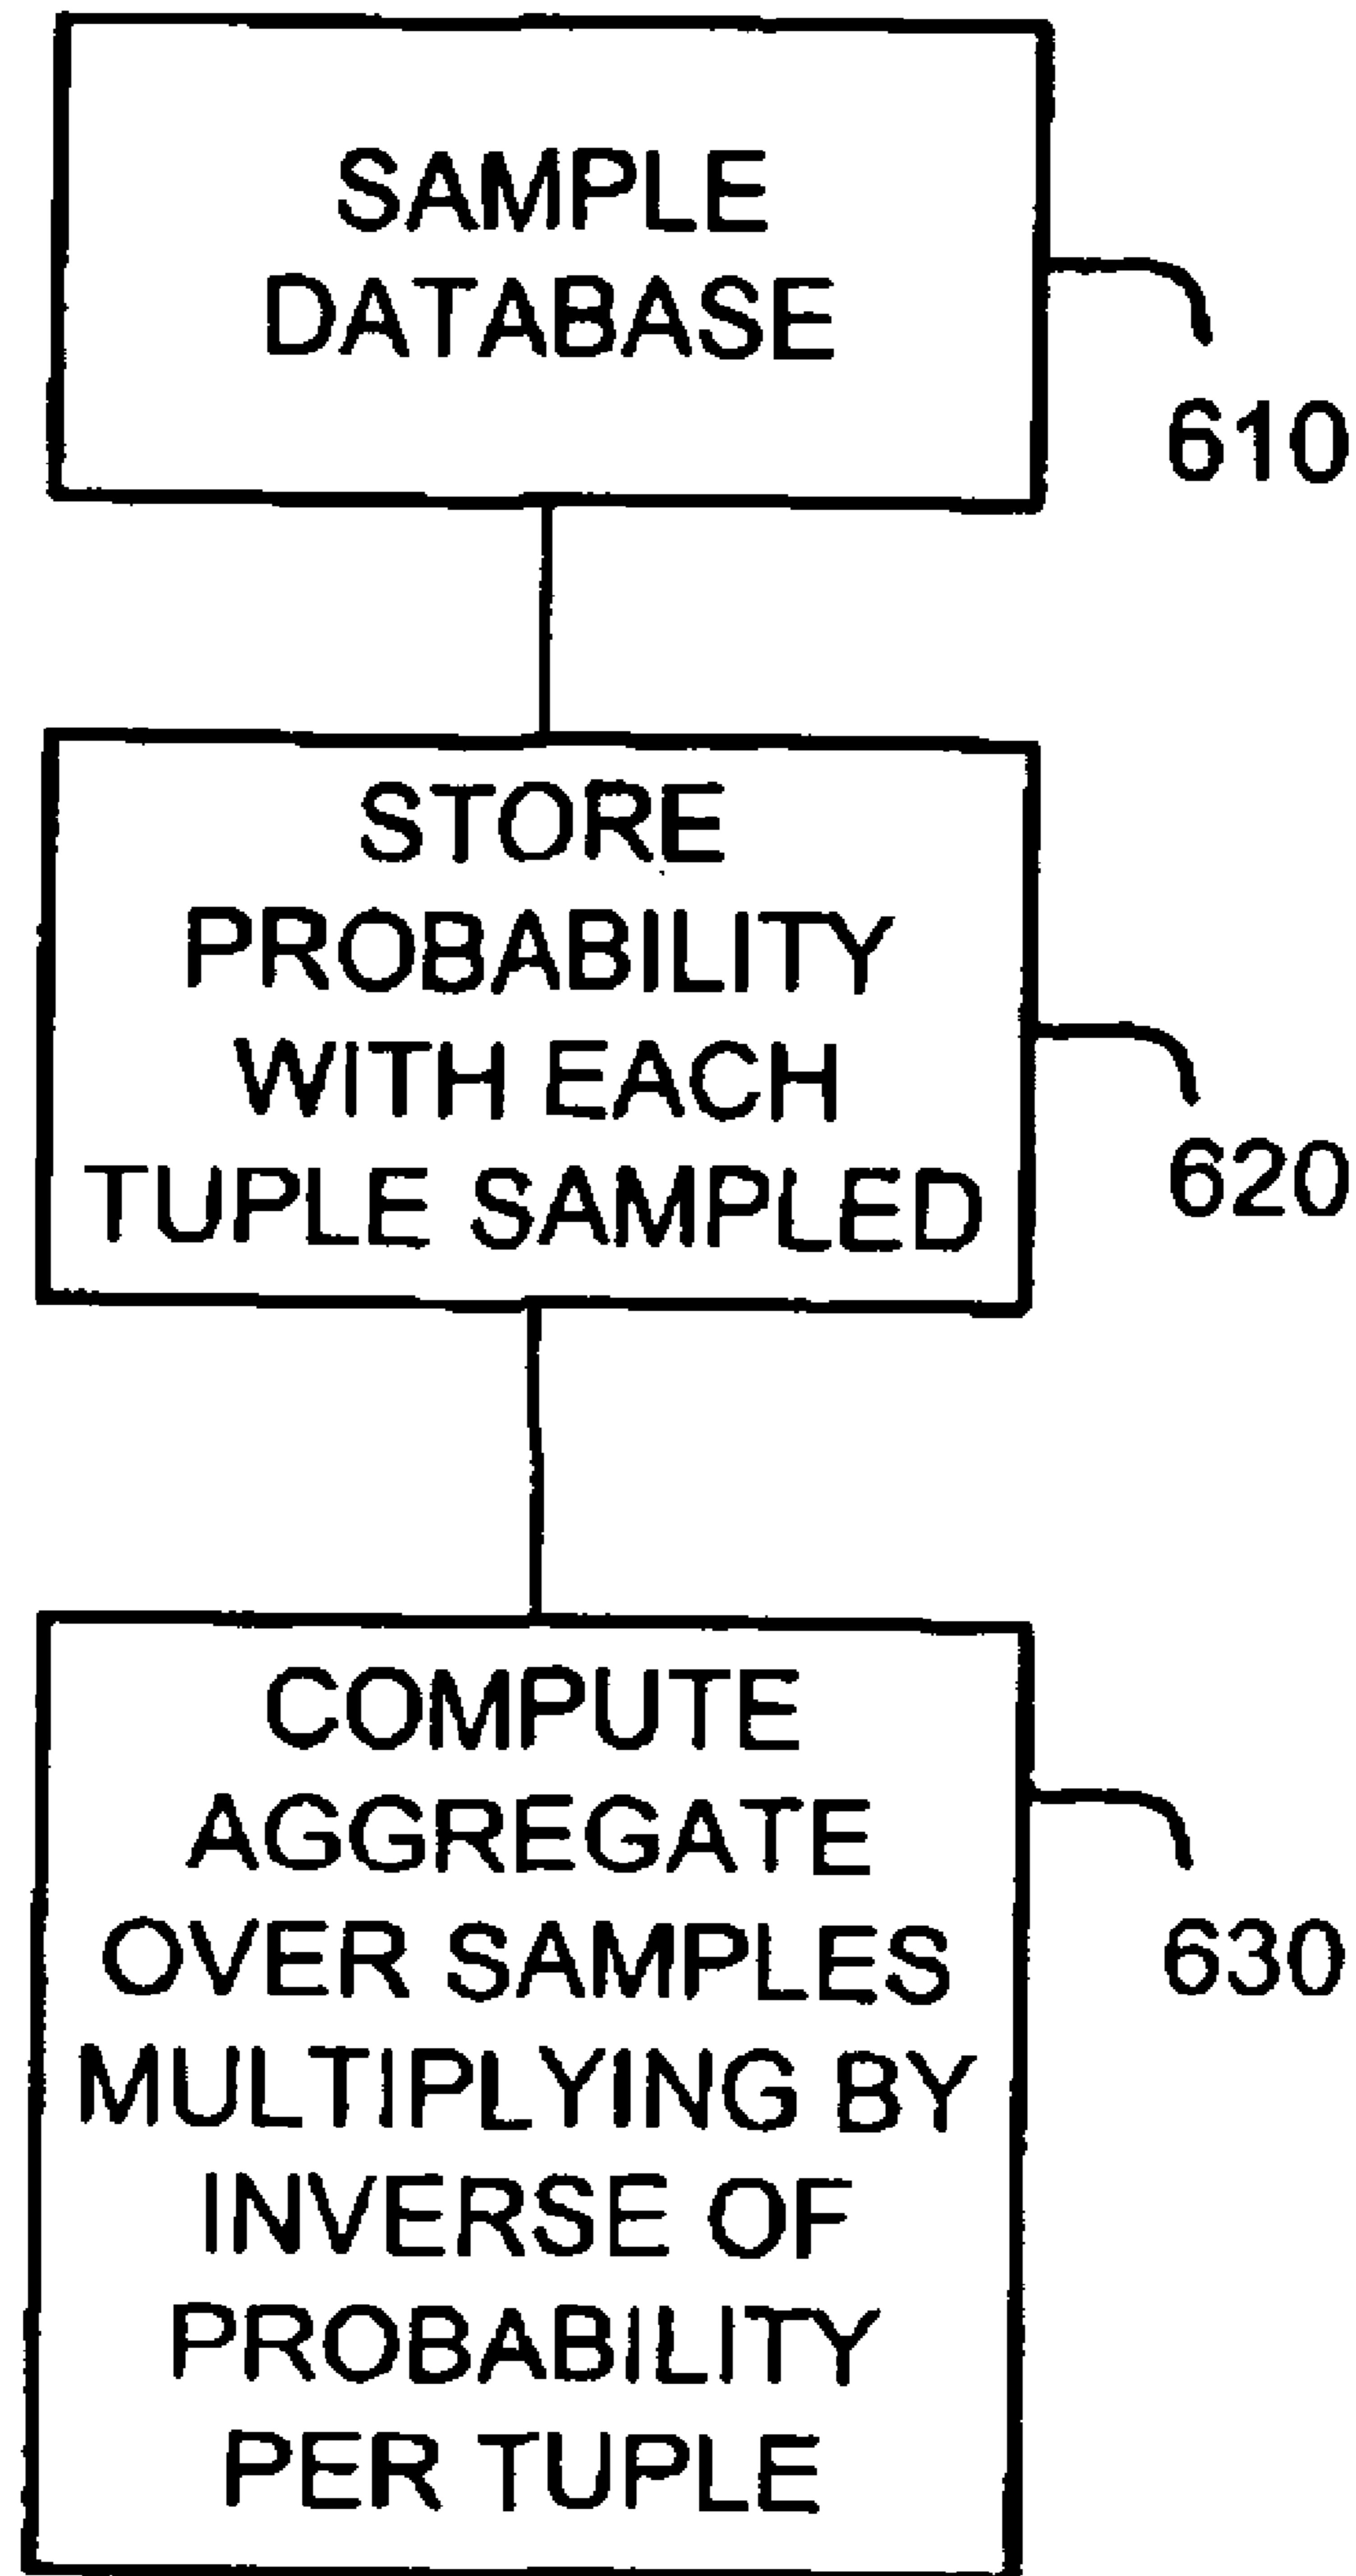 SAMPLE
DATABASE
610
STORE
PROBABILITY
WITH EACH
TUPLE SAMPLED
620
COMPUTE
AGGREGATE
OVER SAMPLES
MULTIPLYING BY
INVERSE OF
PROBABILITY
PER TUPLE
630